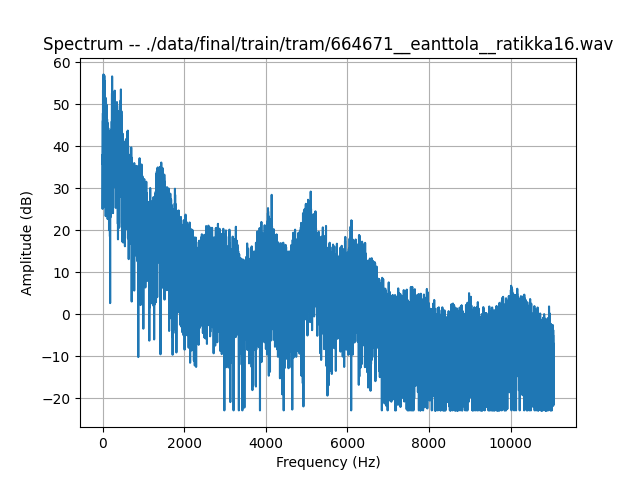 Spectrum -- ./data/final/train/tram/664671__eanttola__ratikka16.wav
60
50
40
30
20
10
0
−10
−20
Amplitude (dB)
0 2000 4000 6000 8000 10000
Frequency (Hz)